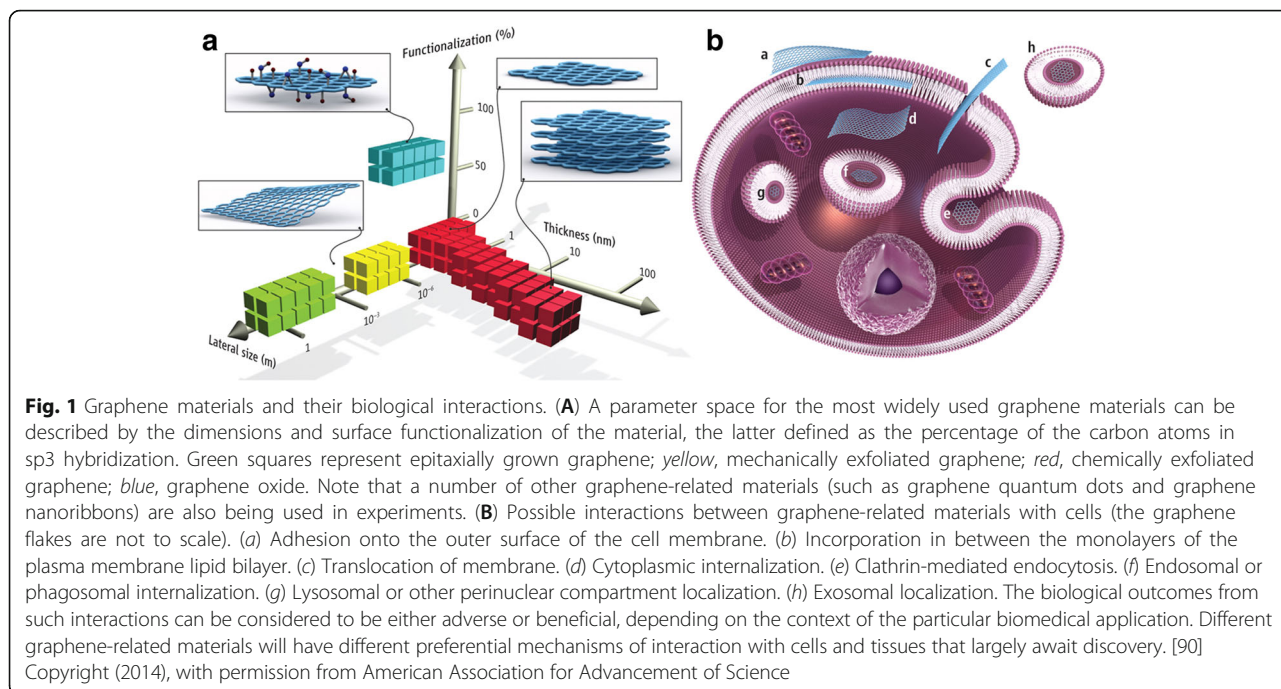 a
Functionalization (%)
100
50
0
1
10
100
Thickness (nm)
10⁻⁶
10⁻³
1
Lateral size (m)
b
a
b
c
d
e
f
g
h
Fig. 1 Graphene materials and their biological interactions. (A) A parameter space for the most widely used graphene materials can be
described by the dimensions and surface functionalization of the material, the latter defined as the percentage of the carbon atoms in
sp3 hybridization. Green squares represent epitaxially grown graphene; yellow, mechanically exfoliated graphene; red, chemically exfoliated
graphene; blue, graphene oxide. Note that a number of other graphene-related materials (such as graphene quantum dots and graphene
nanoribbons) are also being used in experiments. (B) Possible interactions between graphene-related materials with cells (the graphene
flakes are not to scale). (a) Adhesion onto the outer surface of the cell membrane. (b) Incorporation in between the monolayers of the
plasma membrane lipid bilayer. (c) Translocation of membrane. (d) Cytoplasmic internalization. (e) Clathrin-mediated endocytosis. (f) Endosomal or
phagosomal internalization. (g) Lysosomal or other perinuclear compartment localization. (h) Exosomal localization. The biological outcomes from
such interactions can be considered to be either adverse or beneficial, depending on the context of the particular biomedical application. Different
graphene-related materials will have different preferential mechanisms of interaction with cells and tissues that largely await discovery. [90]
Copyright (2014), with permission from American Association for Advancement of Science